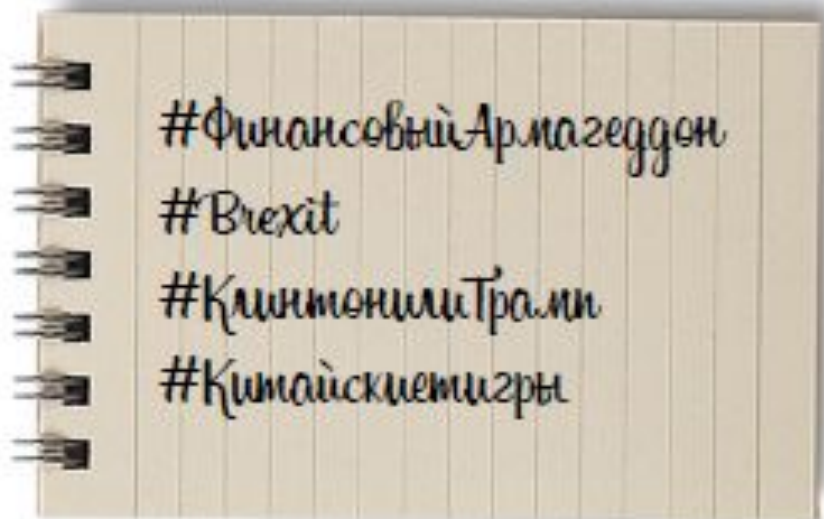 #ФинансовыйАрмагеддон
#Brexit
#КлинтонилиТрамп
#Китайскиетигры